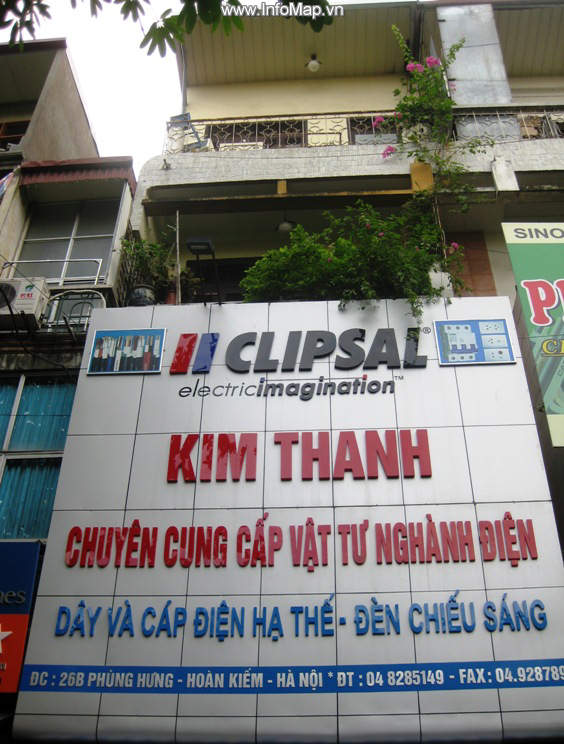 www.InfoMap.vn
SINO
CLIPSAL®
electricimagination™
KIM THANH
CHUYÊN CUNG CẤP VẬT TƯ NGHÀNH ĐIỆN
DÂY VÀ CÁP ĐIỆN HẠ THẾ - ĐÈN CHIẾU SÁNG
ĐC : 26B PHÙNG HƯNG - HOÀN KIẾM - HÀ NỘI * ĐT : 04 8285149 - FAX: 04.928789